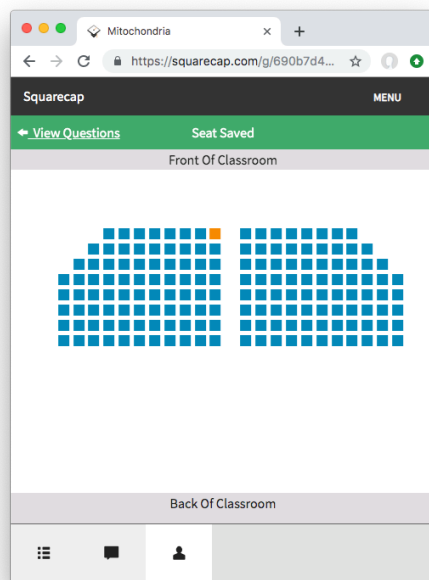 Mitochondria
https://squarecap.com/g/690b7d4...
Squarecap MENU
View Questions Seat Saved
Front Of Classroom
Back Of Classroom